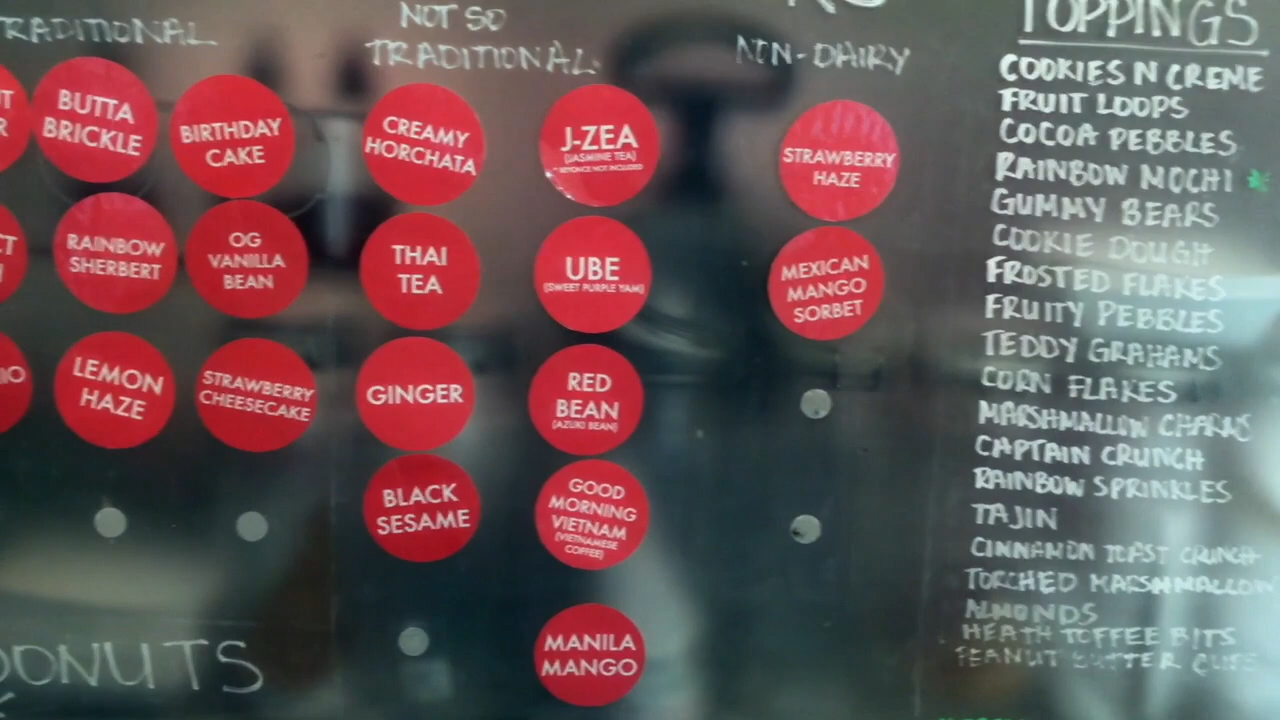 TRADITIONAL
BUTTA
BRICKLE
BIRTHDAY
CAKE
RAINBOW
SHERBERT
OG
VANILLA
BEAN
LEMON
HAZE
STRAWBERRY
CHEESECAKE
DONUTS
NOT SO
TRADITIONAL
CREAMY
HORCHATA
J-ZEA
(JASMINE TEA)
*BEYONCE NOT INCLUDED
THAI
TEA
UBE
(SWEET PURPLE YAM)
GINGER
RED
BEAN
(AZUKI BEAN)
BLACK
SESAME
GOOD
MORNING
VIETNAM
(VIETNAMESE
COFFEE)
MANILA
MANGO
NON-DAIRY
STRAWBERRY
HAZE
MEXICAN
MANGO
SORBET
TOPPINGS
COOKIES N CREME
FRUIT LOOPS
COCOA PEBBLES
RAINBOW MOCHI *
GUMMY BEARS
COOKIE DOUGH
FROSTED FLAKES
FRUITY PEBBLES
TEDDY GRAHAMS
CORN FLAKES
MARSHMALLOW CHARMS
CAPTAIN CRUNCH
RAINBOW SPRINKLES
TAJIN
CINNAMON TOAST CRUNCH
TORCHED MARSHMALLOW
ALMONDS
HEATH TOFFEE BITS
PEANUT BUTTER CUPS